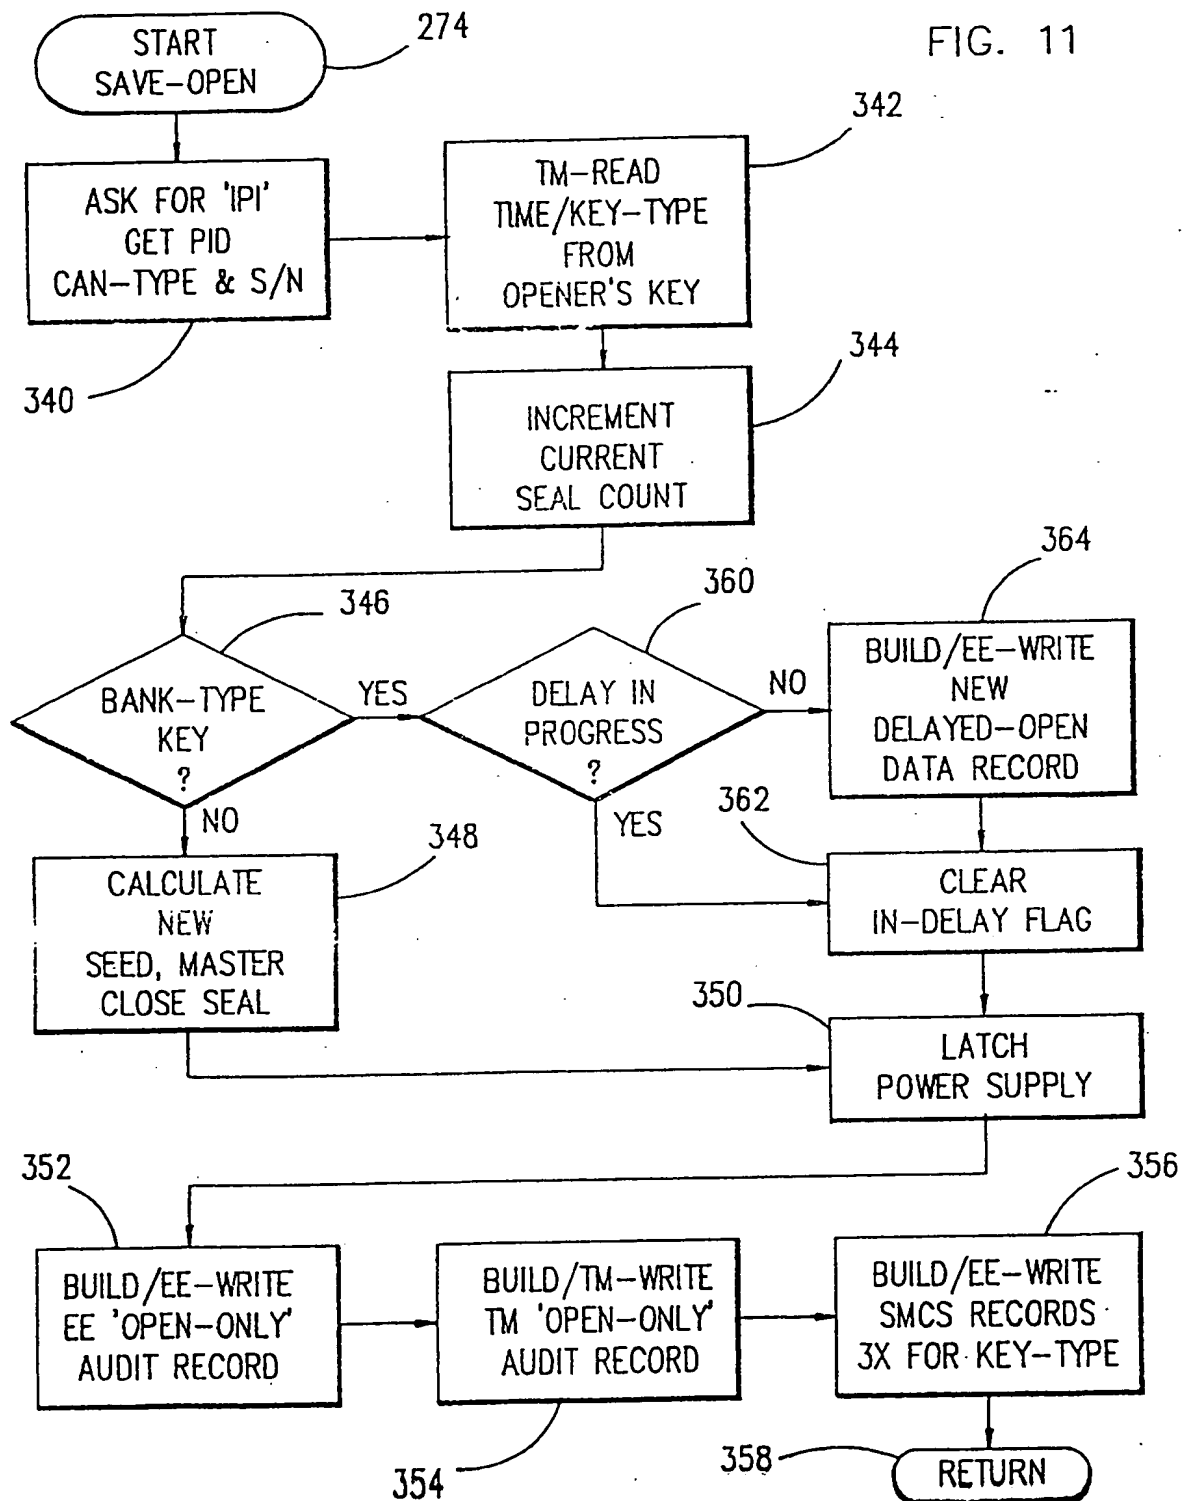 FIG. 11
START
SAVE-OPEN
274
ASK FOR 'IPI'
GET PID
CAN-TYPE & S/N
340
TM-READ
TIME/KEY-TYPE
FROM
OPENER'S KEY
342
INCREMENT
CURRENT
SEAL COUNT
344
BANK-TYPE
KEY
?
346
YES
NO
DELAY IN
PROGRESS
?
360
NO
YES
BUILD/EE-WRITE
NEW
DELAYED-OPEN
DATA RECORD
364
CALCULATE
NEW
SEED, MASTER
CLOSE SEAL
348
CLEAR
IN-DELAY FLAG
362
LATCH
POWER SUPPLY
350
BUILD/EE-WRITE
EE 'OPEN-ONLY'
AUDIT RECORD
352
BUILD/TM-WRITE
TM 'OPEN-ONLY'
AUDIT RECORD
354
BUILD/EE-WRITE
SMCS RECORDS
3X FOR KEY-TYPE
356
RETURN
358